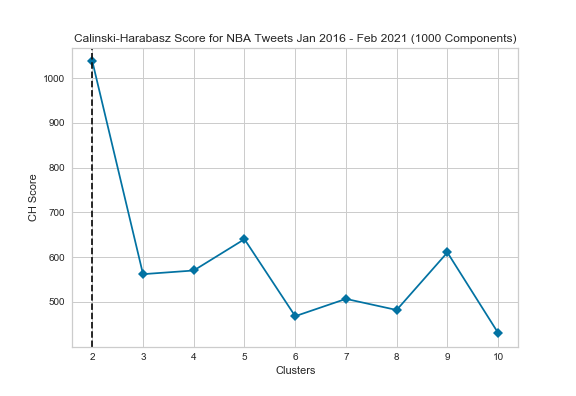 Calinski-Harabasz Score for NBA Tweets Jan 2016 - Feb 2021 (1000 Components)
1000
900
800
700
600
500
CH Score
2 3 4 5 6 7 8 9 10
Clusters